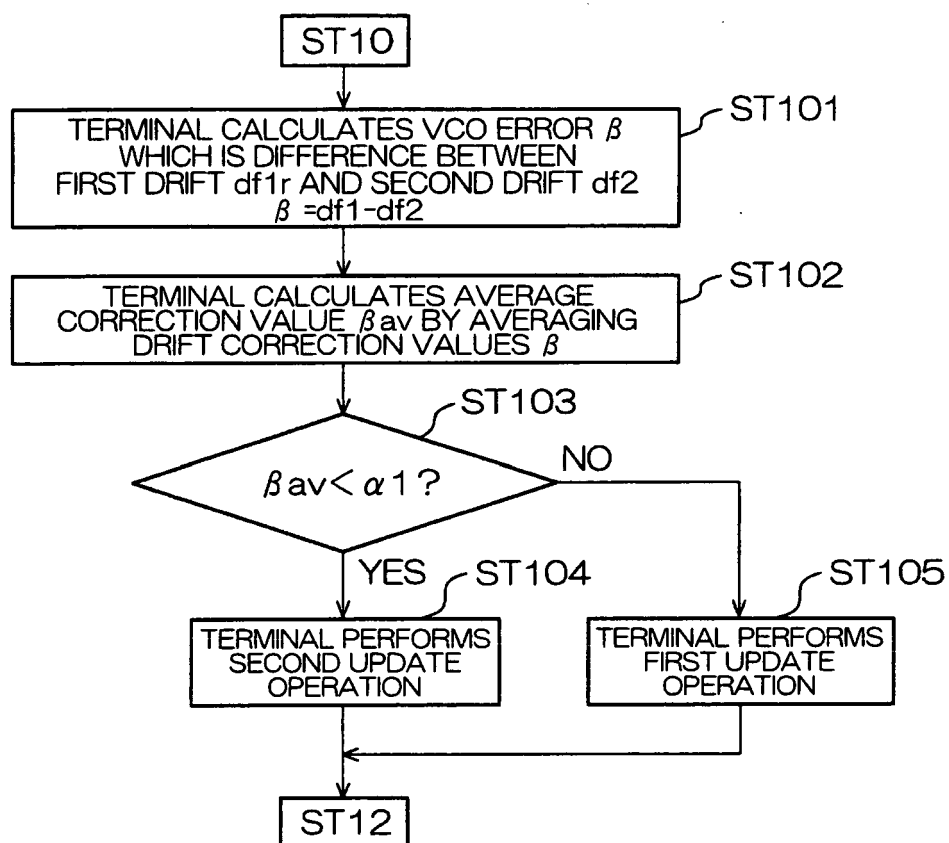 ST10
ST101
TERMINAL CALCULATES VCO ERROR β
WHICH IS DIFFERENCE BETWEEN
FIRST DRIFT df1r AND SECOND DRIFT df2
β =df1-df2
ST102
TERMINAL CALCULATES AVERAGE
CORRECTION VALUE βav BY AVERAGING
DRIFT CORRECTION VALUES β
ST103
βav< α1?
NO
YES
ST104
ST105
TERMINAL PERFORMS
SECOND UPDATE
OPERATION
TERMINAL PERFORMS
FIRST UPDATE
OPERATION
ST12